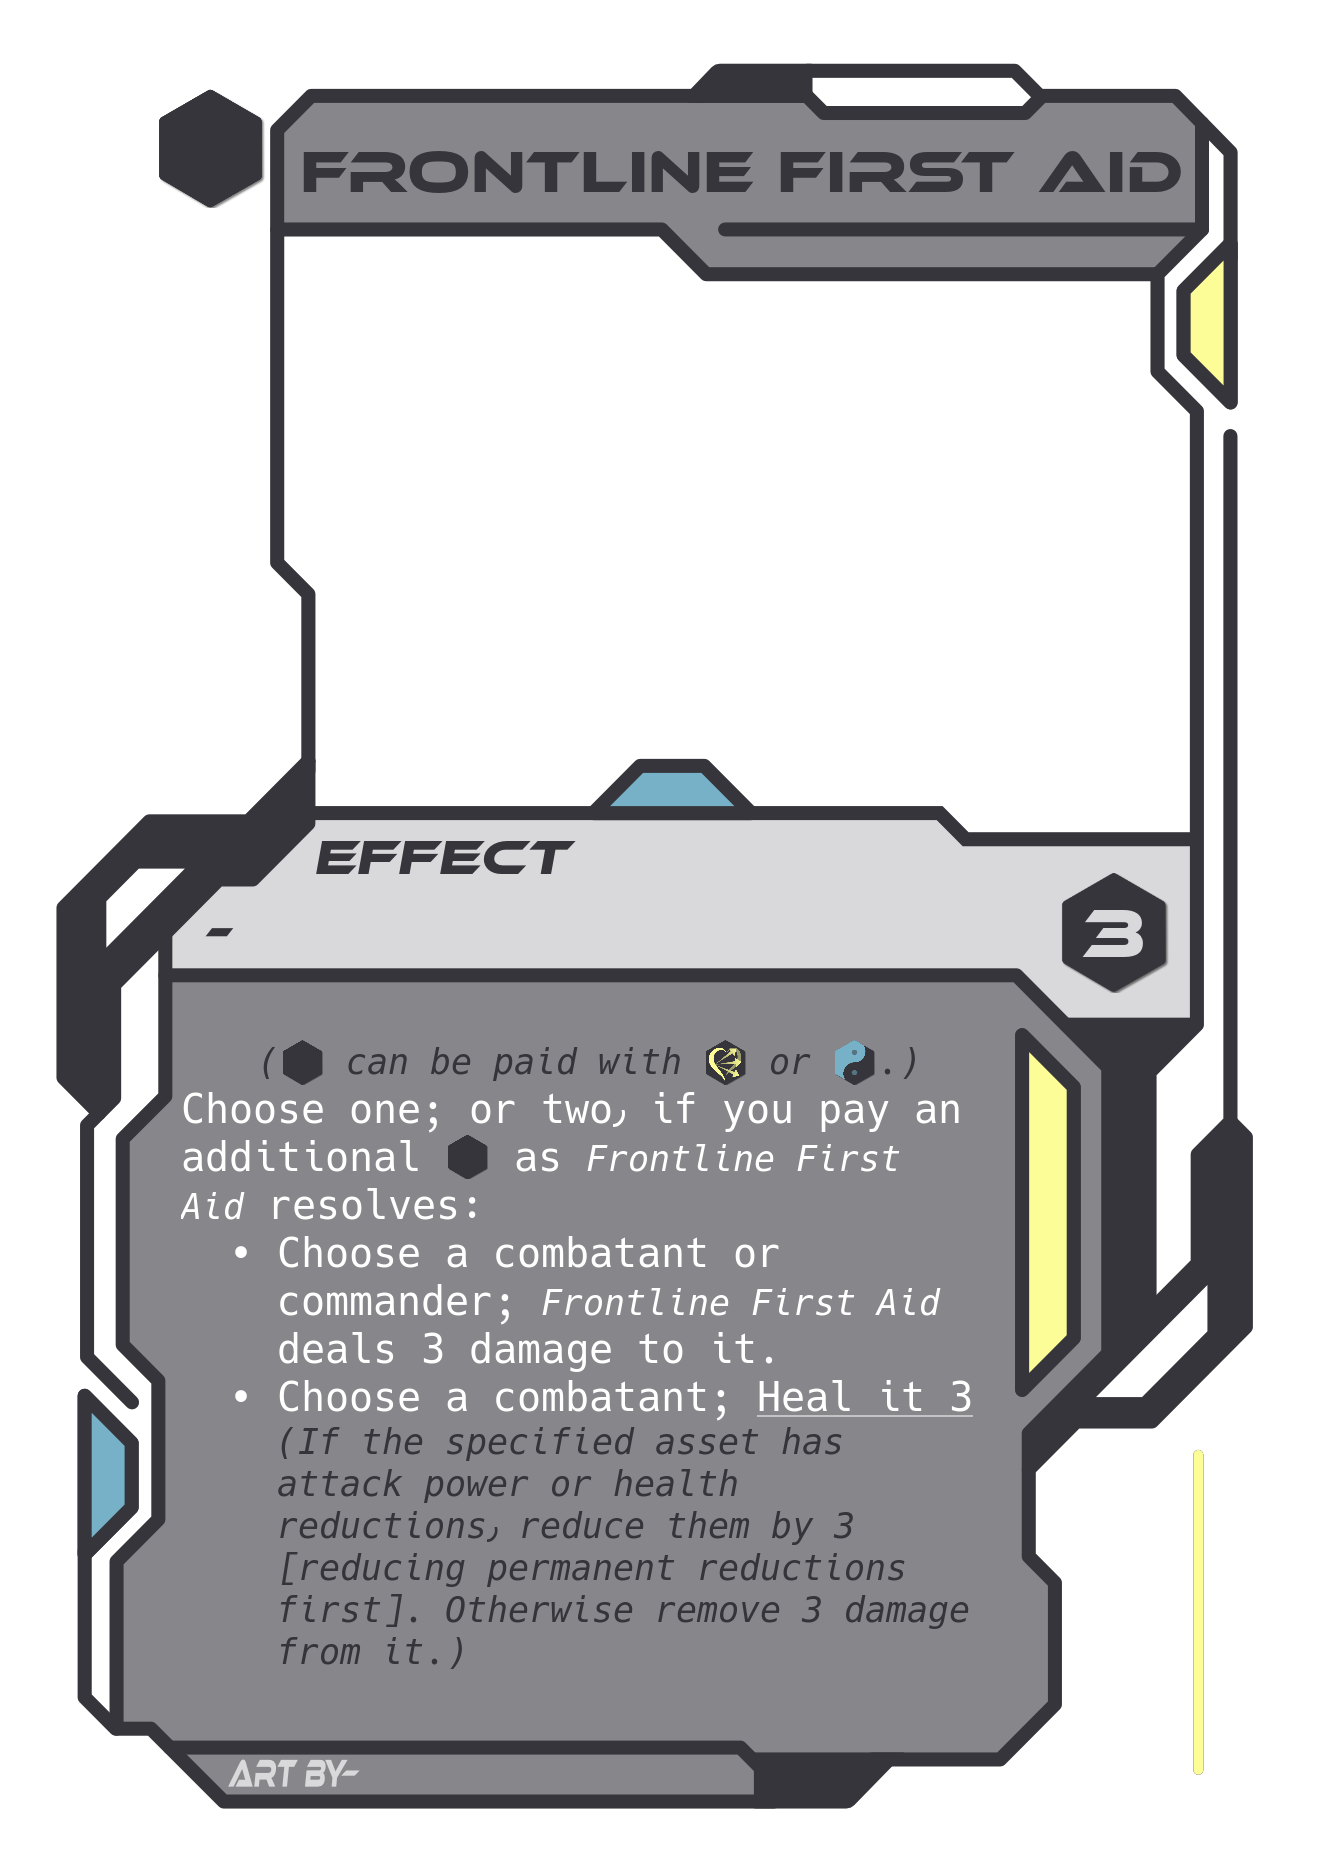 FRONTLINE FIRST AID
EFFECT
-
3
( can be paid with or .)
Choose one; or two, if you pay an
additional as Frontline First
Aid resolves:
• Choose a combatant or
commander; Frontline First Aid
deals 3 damage to it.
• Choose a combatant; Heal it 3
(If the specified asset has
attack power or health
reductions, reduce them by 3
[reducing permanent reductions
first]. Otherwise remove 3 damage
from it.)
ART BY-